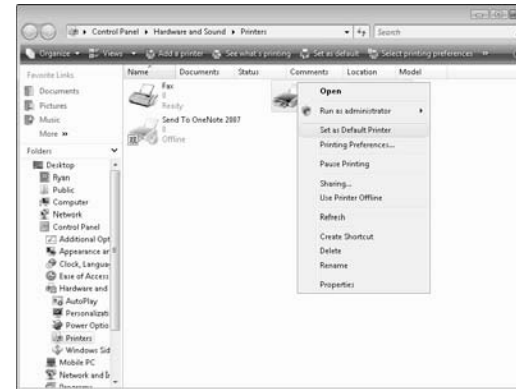 Control Panel ▸ Hardware and Sound ▸ Printers
Search
Organize Views Add a printer See what's printing Set as default Select printing preferences »
Favorite Links
Documents
Pictures
Music
More »
Folders
Desktop
Ryan
Public
Computer
Network
Control Panel
Additional Opt
Appearance ar
Clock, Languag
Ease of Access
Hardware and
AutoPlay
Personalizati
Power Optio
Printers
Windows Sid
Mobile PC
Network and I
Programs
Name Documents Status Comments Location Model
Fax
0
Ready
Send To OneNote 2007
0
Offline
Open
Run as administrator
Set as Default Printer
Printing Preferences...
Pause Printing
Sharing...
Use Printer Offline
Refresh
Create Shortcut
Delete
Rename
Properties